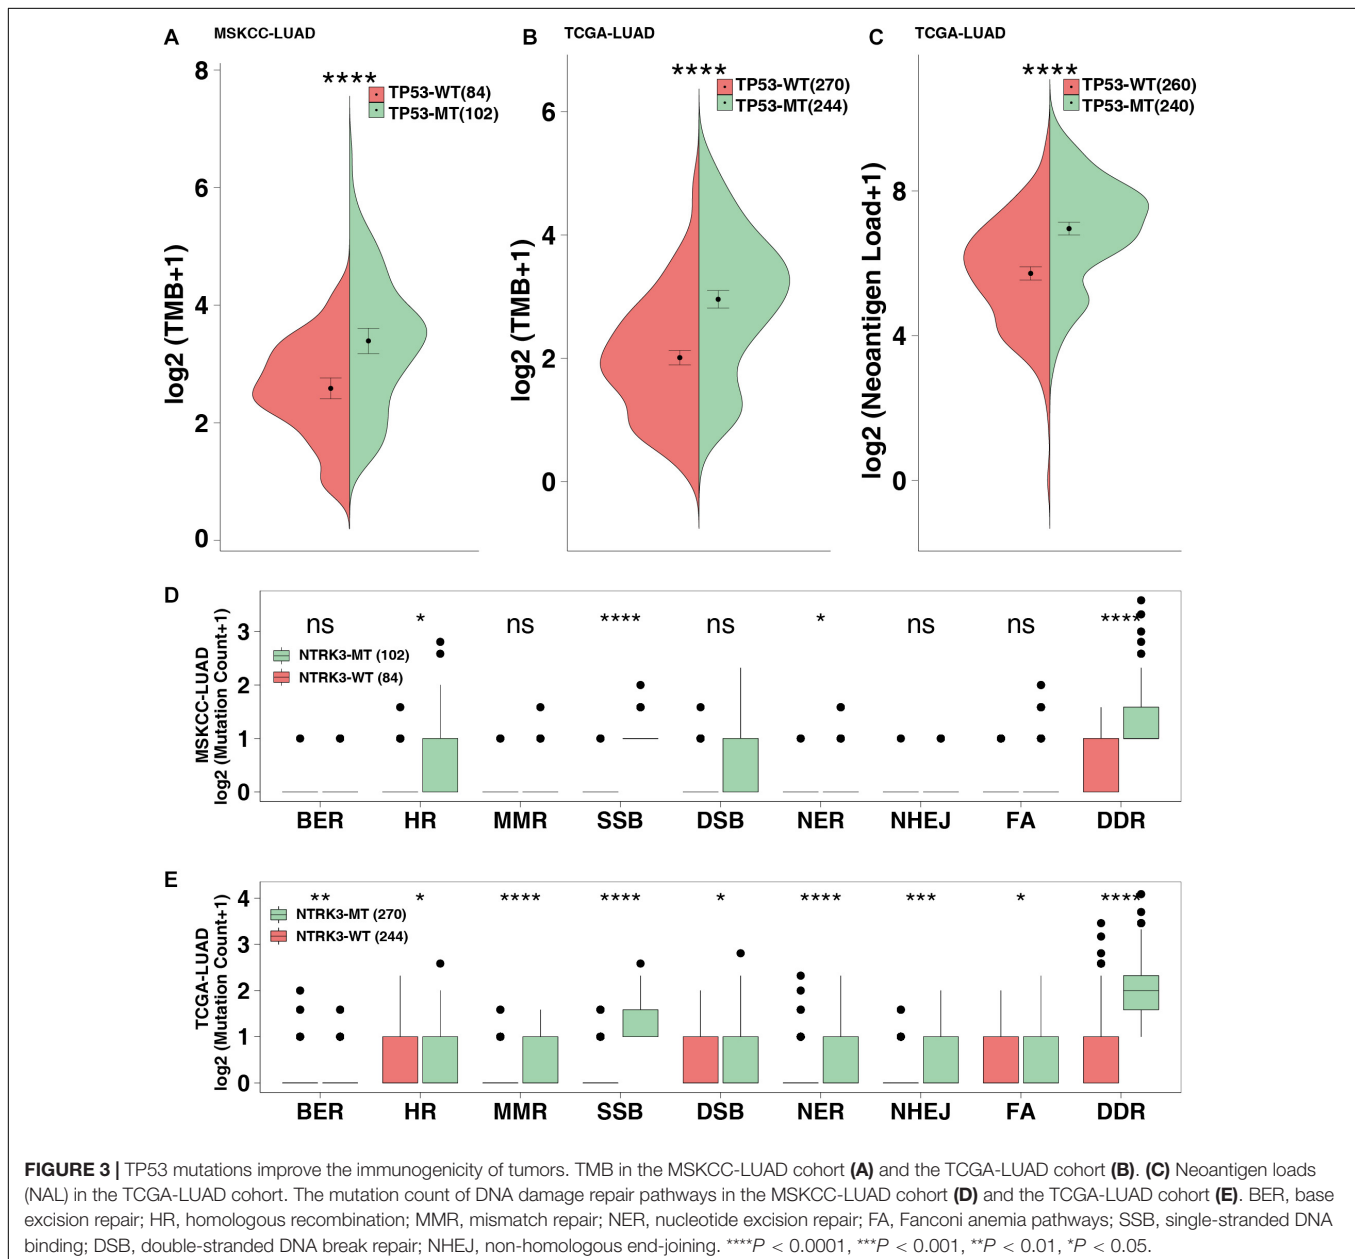 A MSKCC-LUAD
****
TP53-WT(84)
TP53-MT(102)
log2 (TMB+1)
8
6
4
2
0
B TCGA-LUAD
****
TP53-WT(270)
TP53-MT(244)
log2 (TMB+1)
6
4
2
0
C TCGA-LUAD
****
TP53-WT(260)
TP53-MT(240)
log2 (Neoantigen Load+1)
8
4
0
D
MSKCC-LUAD
log2 (Mutation Count+1)
3
2
1
0
ns * ns **** ns * ns ns ****
NTRK3-MT (102)
NTRK3-WT (84)
BER HR MMR SSB DSB NER NHEJ FA DDR
E
TCGA-LUAD
log2 (Mutation Count+1)
4
3
2
1
0
** * **** **** * **** *** * ****
NTRK3-MT (270)
NTRK3-WT (244)
BER HR MMR SSB DSB NER NHEJ FA DDR
FIGURE 3 | TP53 mutations improve the immunogenicity of tumors. TMB in the MSKCC-LUAD cohort (A) and the TCGA-LUAD cohort (B). (C) Neoantigen loads
(NAL) in the TCGA-LUAD cohort. The mutation count of DNA damage repair pathways in the MSKCC-LUAD cohort (D) and the TCGA-LUAD cohort (E). BER, base
excision repair; HR, homologous recombination; MMR, mismatch repair; NER, nucleotide excision repair; FA, Fanconi anemia pathways; SSB, single-stranded DNA
binding; DSB, double-stranded DNA break repair; NHEJ, non-homologous end-joining. ****P < 0.0001, ***P < 0.001, **P < 0.01, *P < 0.05.